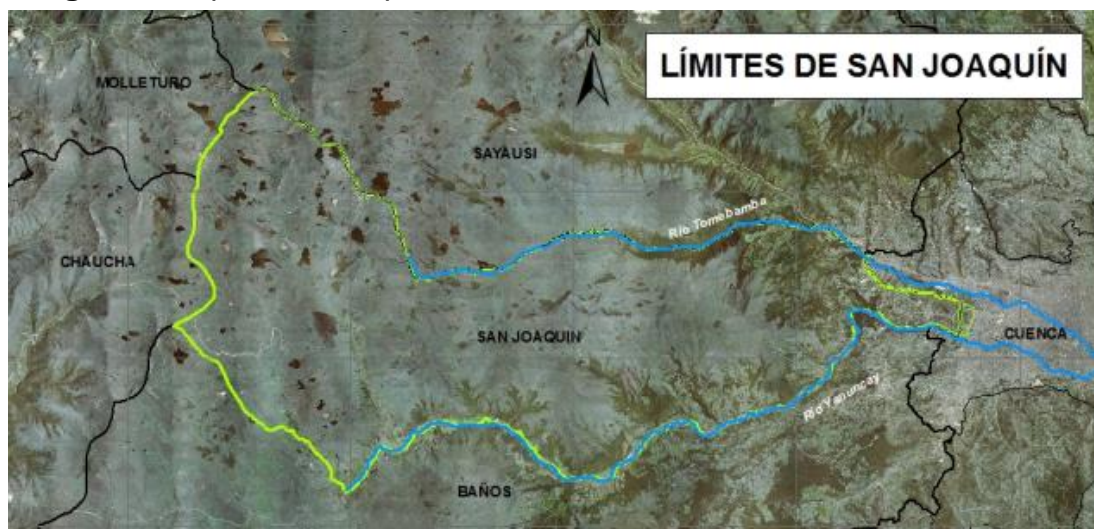 N
LÍMITES DE SAN JOAQUÍN
MOLLETURO
SAYAUSI
Río Tomebamba
CHAUCHA
SAN JOAQUIN
CUENCA
Río Yanuncay
BAÑOS